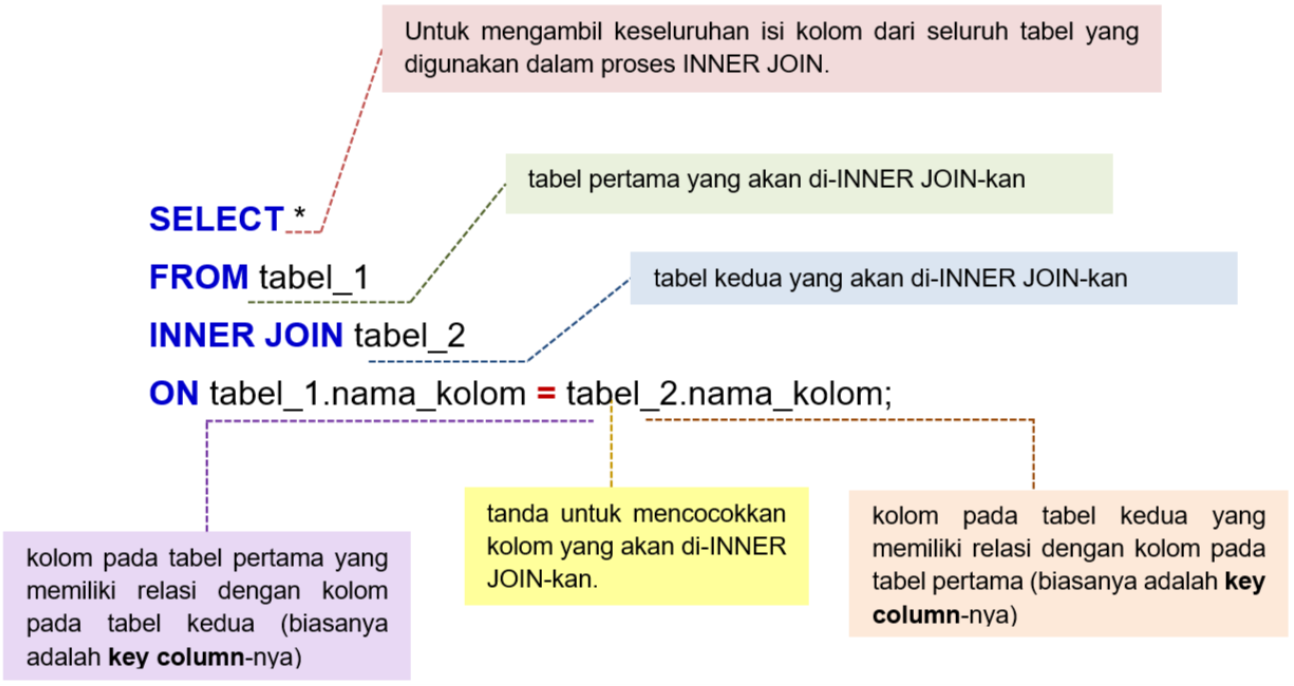 Untuk mengambil keseluruhan isi kolom dari seluruh tabel yang
digunakan dalam proses INNER JOIN.
tabel pertama yang akan di-INNER JOIN-kan
SELECT *
FROM tabel_1
tabel kedua yang akan di-INNER JOIN-kan
INNER JOIN tabel_2
ON tabel_1.nama_kolom = tabel_2.nama_kolom;
kolom pada tabel pertama yang
memiliki relasi dengan kolom
pada tabel kedua (biasanya
adalah key column-nya)
tanda untuk mencocokkan
kolom yang akan di-INNER
JOIN-kan.
kolom pada tabel kedua yang
memiliki relasi dengan kolom pada
tabel pertama (biasanya adalah key
column-nya)